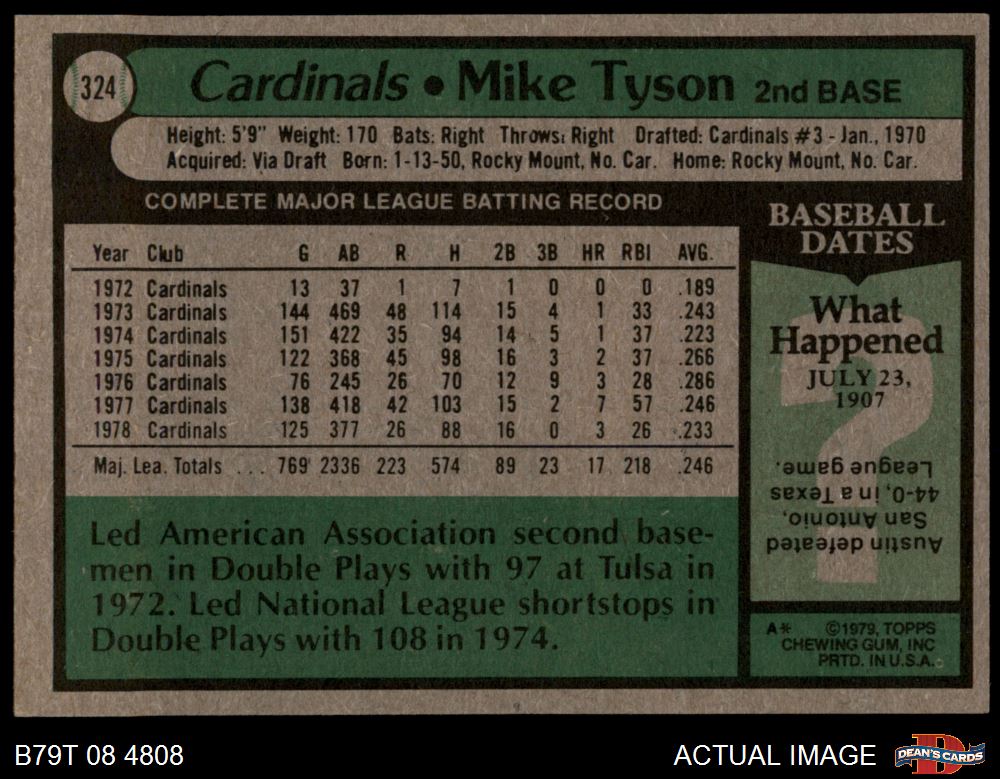 324
Cardinals • Mike Tyson 2nd BASE
Height: 5'9" Weight: 170 Bats: Right Throws: Right Drafted: Cardinals #3 - Jan., 1970
Acquired: Via Draft Born: 1-13-50, Rocky Mount, No. Car. Home: Rocky Mount, No. Car.
COMPLETE MAJOR LEAGUE BATTING RECORD
Year Club G AB R H 2B 3B HR RBI AVG.
1972 Cardinals 13 37 1 7 1 0 0 0 .189
1973 Cardinals 144 469 48 114 15 4 1 33 .243
1974 Cardinals 151 422 35 94 14 5 1 37 .223
1975 Cardinals 122 368 45 98 16 3 2 37 .266
1976 Cardinals 76 245 26 70 12 9 3 28 .286
1977 Cardinals 138 418 42 103 15 2 7 57 .246
1978 Cardinals 125 377 26 88 16 0 3 26 .233
Maj. Lea. Totals ... 769 2336 223 574 89 23 17 218 .246
Led American Association second base-
men in Double Plays with 97 at Tulsa in
1972. Led National League shortstops in
Double Plays with 108 in 1974.
BASEBALL
DATES
What
Happened
JULY 23,
1907
?
Austin defeated
San Antonio,
44-0, in a Texas
League game.
A* ©1979, TOPPS
CHEWING GUM, INC
PRTD. IN U.S.A.
B79T 08 4808
ACTUAL IMAGE
D
DEAN'S CARDS